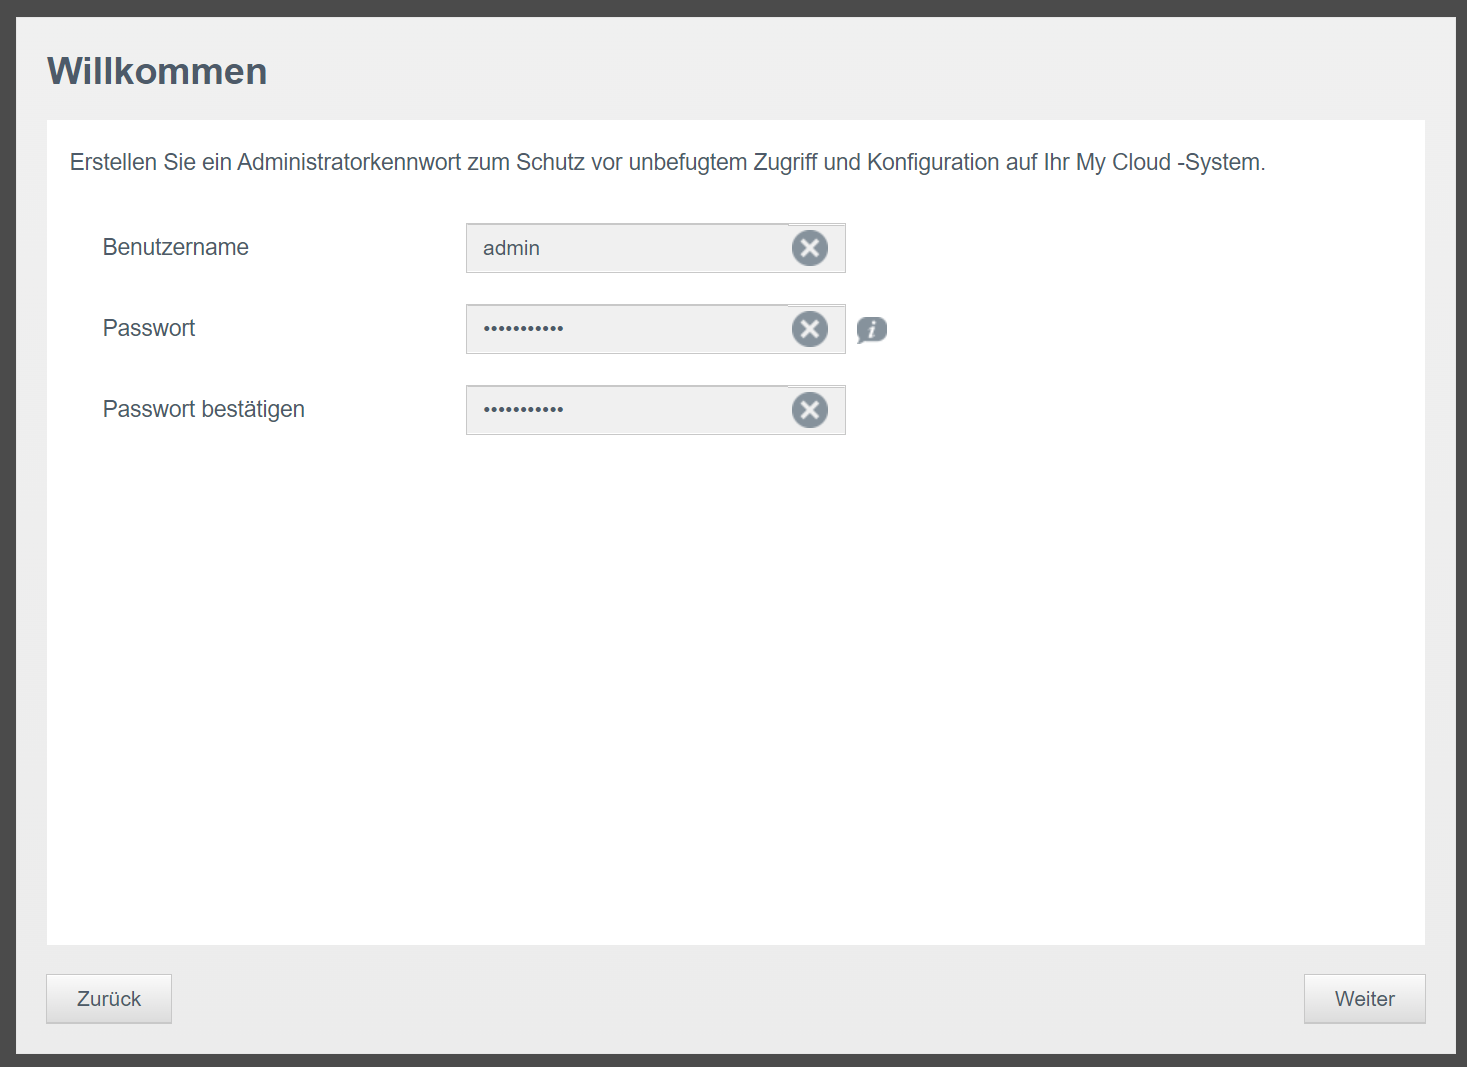 Willkommen
Erstellen Sie ein Administratorkennwort zum Schutz vor unbefugtem Zugriff und Konfiguration auf Ihr My Cloud -System.
Benutzername admin
Passwort •••••••••••
Passwort bestätigen •••••••••••
Zurück Weiter